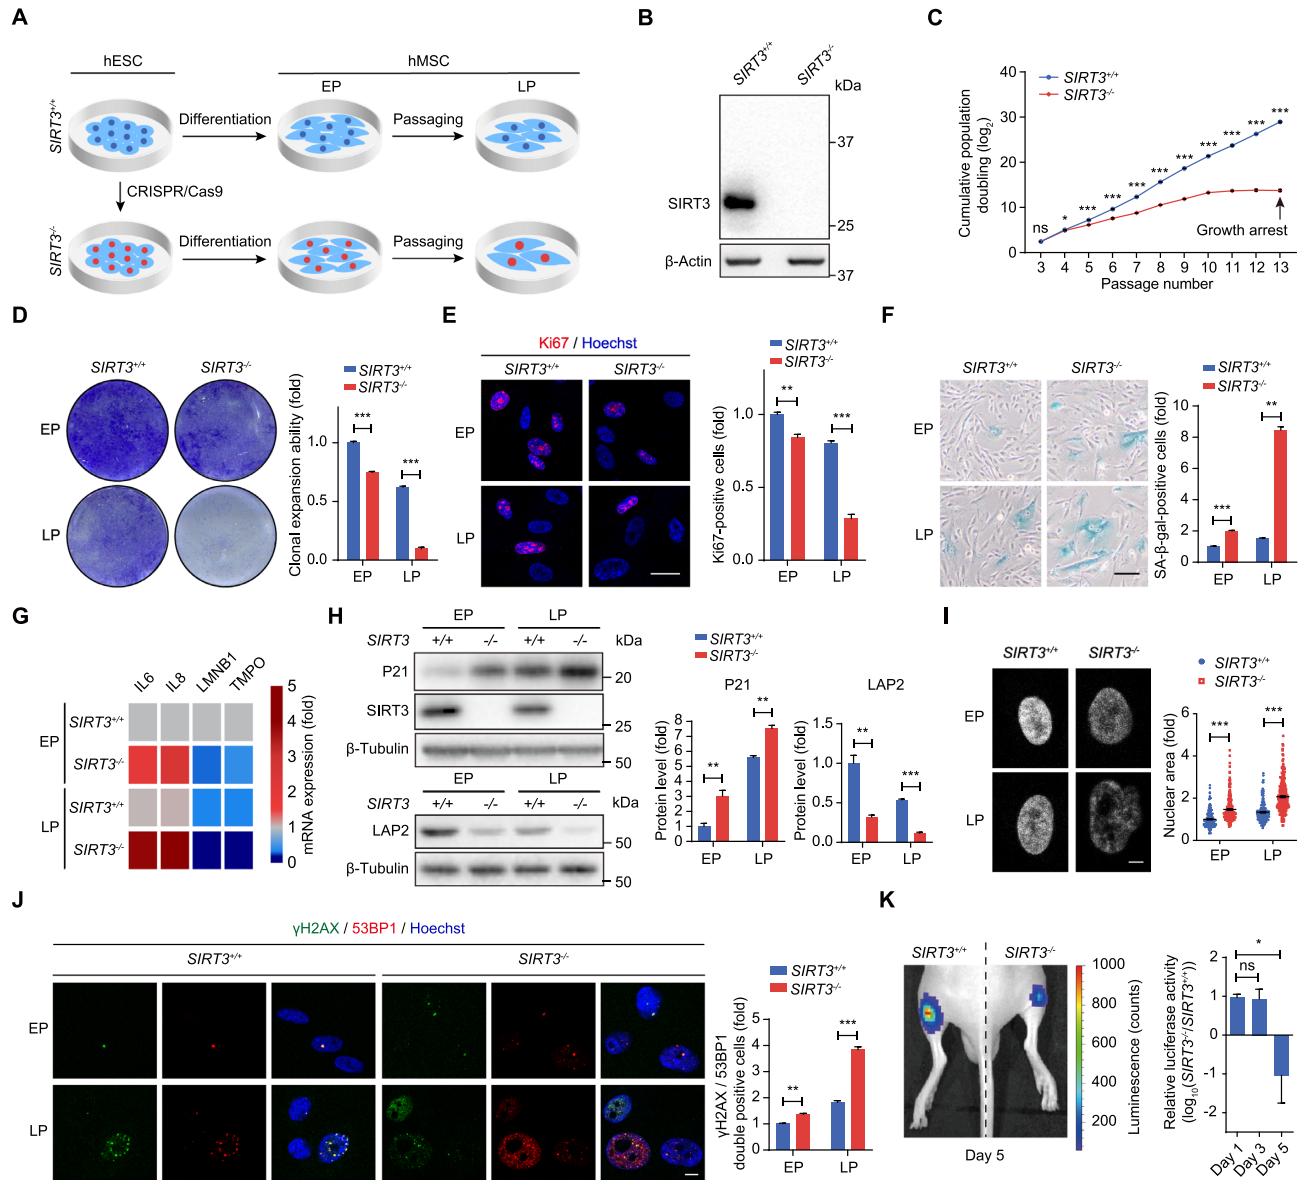 A
hESC
hMSC
EP
LP
SIRT3+/+
Differentiation
Passaging
CRISPR/Cas9
SIRT3-/-
Differentiation
Passaging
B
SIRT3+/+
SIRT3-/-
kDa
37
SIRT3
25
β-Actin
37
C
SIRT3+/+
SIRT3-/-
Cumulative population
doubling (log2)
40
30
20
10
0
ns
*
***
***
***
***
***
***
***
***
***
Growth arrest
3 4 5 6 7 8 9 10 11 12 13
Passage number
D
SIRT3+/+
SIRT3-/-
EP
LP
SIRT3+/+
SIRT3-/-
Clonal expansion ability (fold)
1.0
0.5
0.0
***
***
EP
LP
E
Ki67 / Hoechst
SIRT3+/+
SIRT3-/-
EP
LP
SIRT3+/+
SIRT3-/-
Ki67-positive cells (fold)
1.0
0.5
0.0
**
***
EP
LP
F
SIRT3+/+
SIRT3-/-
EP
LP
SIRT3+/+
SIRT3-/-
SA-β-gal-positive cells (fold)
10
8
6
4
2
0
***
**
EP
LP
G
IL6
IL8
LMNB1
TMPO
EP
SIRT3+/+
SIRT3-/-
LP
SIRT3+/+
SIRT3-/-
5
4
3
2
1
0
mRNA expression (fold)
H
EP
LP
SIRT3 +/+ -/- +/+ -/- kDa
P21
20
SIRT3
25
β-Tubulin
50
EP
LP
SIRT3 +/+ -/- +/+ -/- kDa
LAP2
50
β-Tubulin
50
SIRT3+/+
SIRT3-/-
P21
Protein level (fold)
8
7
6
5
4
3
2
1
0
**
**
EP
LP
LAP2
Protein level (fold)
1.5
1.0
0.5
0.0
**
***
EP
LP
I
SIRT3+/+
SIRT3-/-
EP
LP
SIRT3+/+
SIRT3-/-
Nuclear area (fold)
6
4
2
0
***
***
EP
LP
J
γH2AX / 53BP1 / Hoechst
SIRT3+/+
SIRT3-/-
EP
LP
SIRT3+/+
SIRT3-/-
γH2AX / 53BP1
double positive cells (fold)
5
4
3
2
1
0
**
***
EP
LP
K
SIRT3+/+
SIRT3-/-
Day 5
1000
800
600
400
200
Luminescence (counts)
Relative luciferase activity
(log10(SIRT3-/-/SIRT3+/+))
2
1
0
-1
-2
*
ns
Day 1
Day 3
Day 5